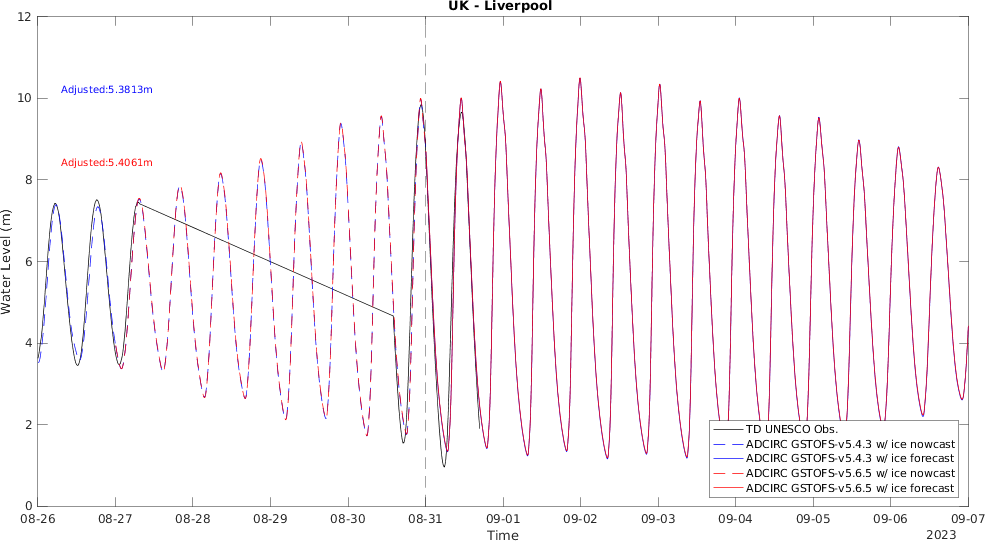 UK - Liverpool
12
10
8
6
4
2
0
Water Level (m)
Adjusted:5.3813m
Adjusted:5.4061m
TD UNESCO Obs.
ADCIRC GSTOFS-v5.4.3 w/ ice nowcast
ADCIRC GSTOFS-v5.4.3 w/ ice forecast
ADCIRC GSTOFS-v5.6.5 w/ ice nowcast
ADCIRC GSTOFS-v5.6.5 w/ ice forecast
08-26 08-27 08-28 08-29 08-30 08-31 09-01 09-02 09-03 09-04 09-05 09-06 09-07
Time
2023